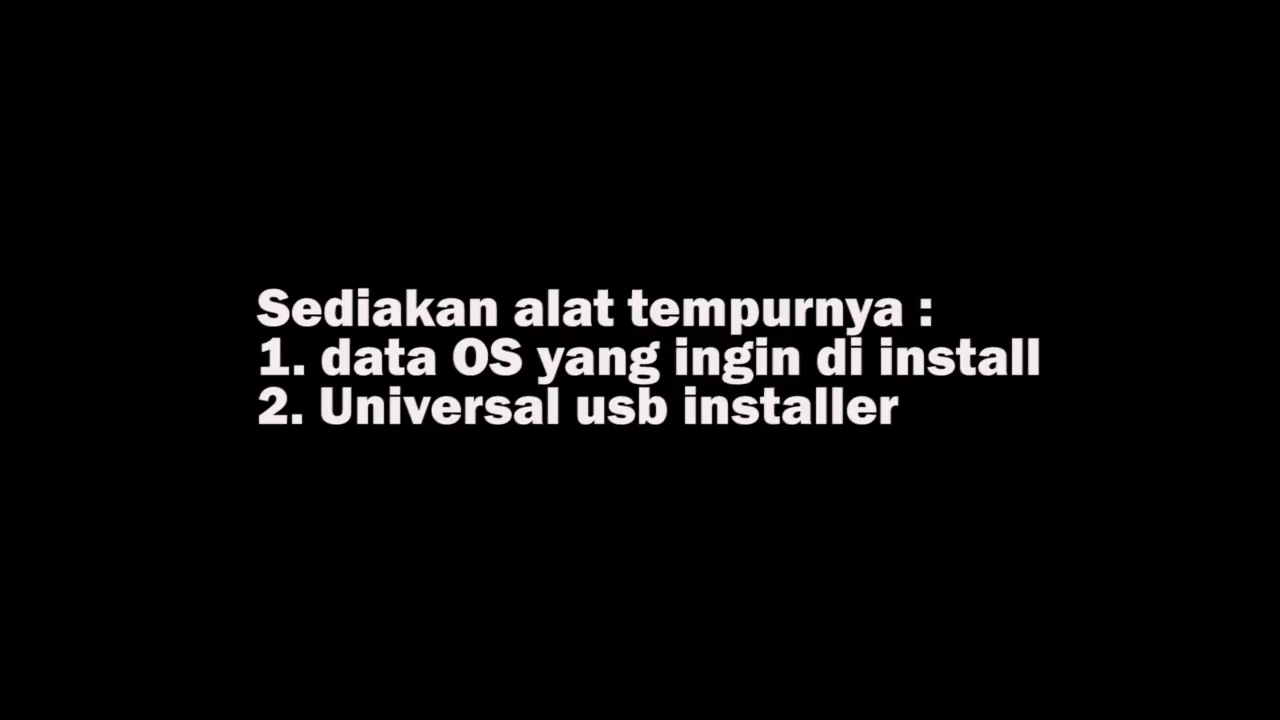 Sediakan alat tempurnya :
1. data OS yang ingin di install
2. Universal usb installer